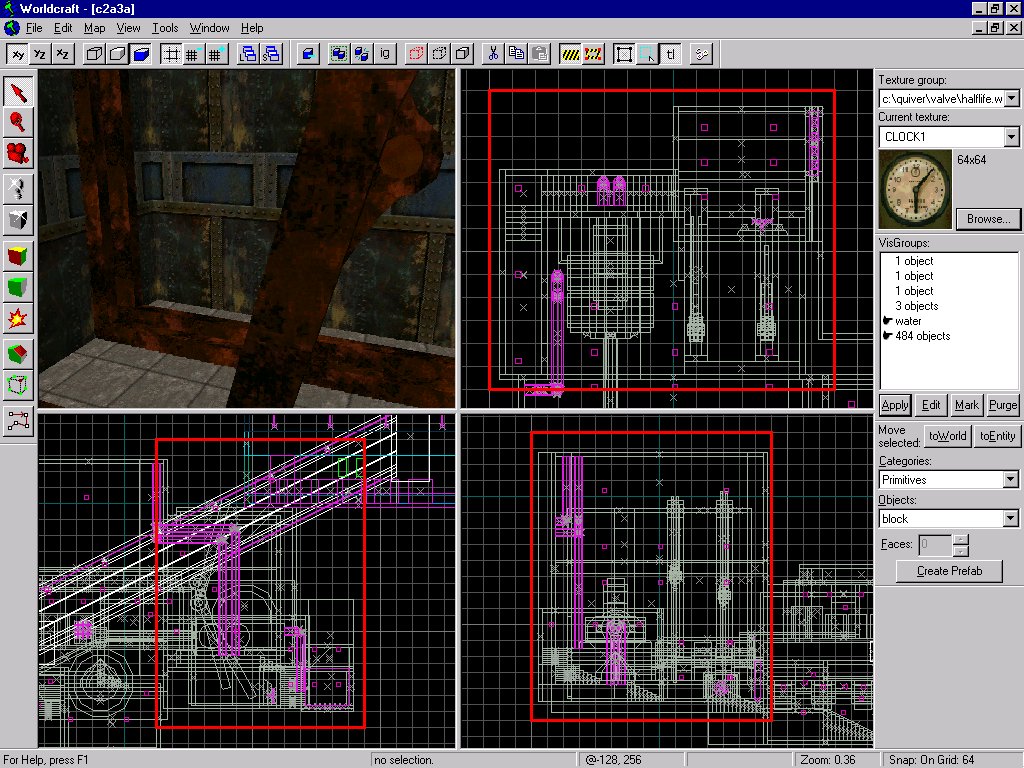 Worldcraft - [c2a3a]
File Edit Map View Tools Window Help
xy yz xz ig tl
Texture group:
c:\quiver\valve\halflife.w
Current texture:
CLOCK1
64x64
Browse...
VisGroups:
1 object
1 object
1 object
3 objects
water
484 objects
Apply Edit Mark Purge
Move selected: toWorld toEntity
Categories:
Primitives
Objects:
block
Faces: 0
Create Prefab
For Help, press F1 no selection. @-128, 256 Zoom: 0.36 Snap: On Grid: 64